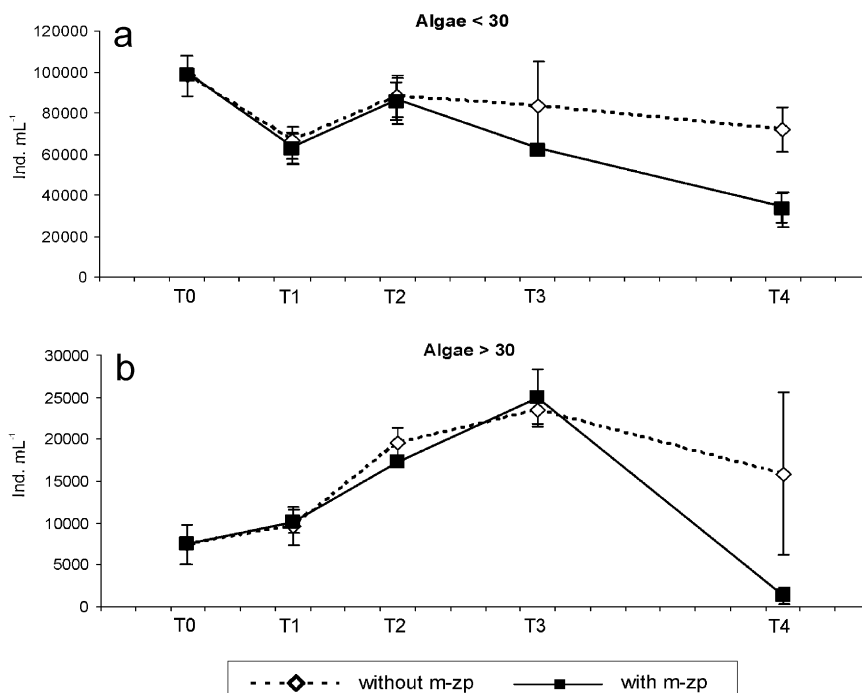 a
Algae < 30
Ind. mL⁻¹
120000
100000
80000
60000
40000
20000
0
T0 T1 T2 T3 T4
b
Algae > 30
Ind. mL⁻¹
30000
25000
20000
15000
10000
5000
0
T0 T1 T2 T3 T4
without m-zp with m-zp